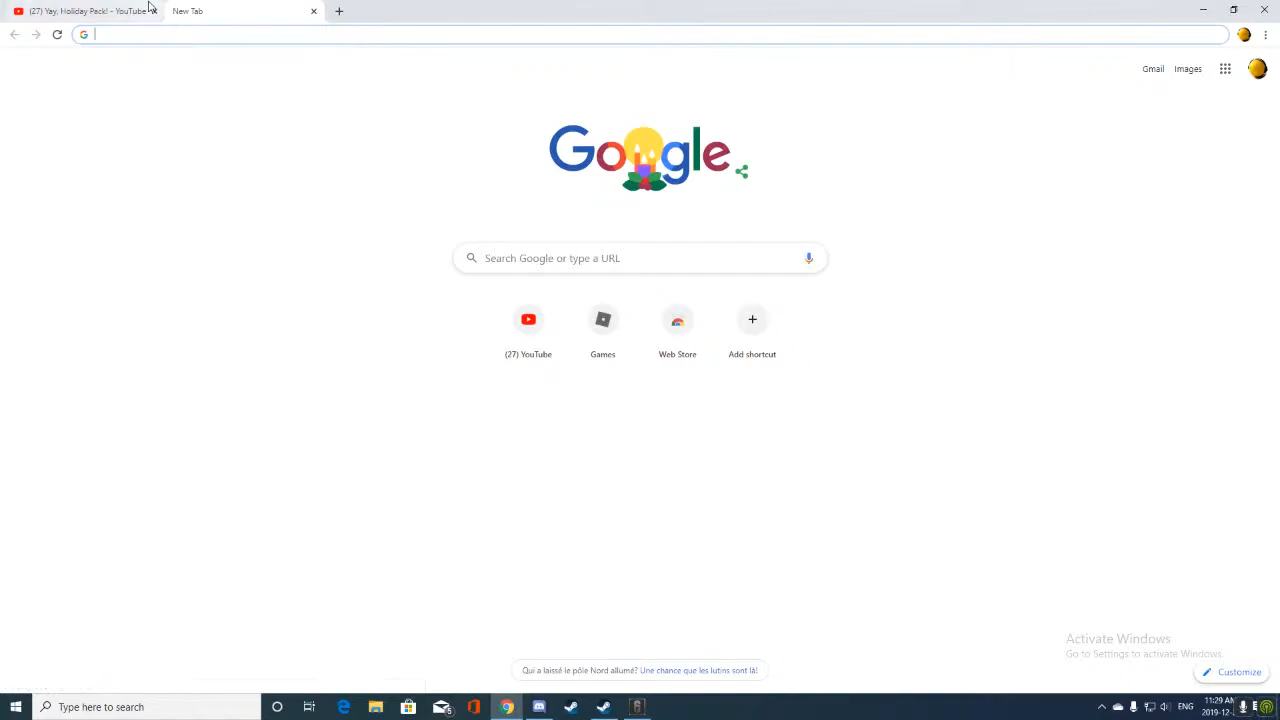 (27) Yay, Holiday Pack! - YouTube
New Tab
Gmail
Images
Google
Search Google or type a URL
(27) YouTube
Games
Web Store
Add shortcut
Activate Windows
Go to Settings to activate Windows.
Qui a laissé le pôle Nord allumé? Une chance que les lutins sont là!
Customize
Type here to search
5
ENG
11:29 AM
2019-12-